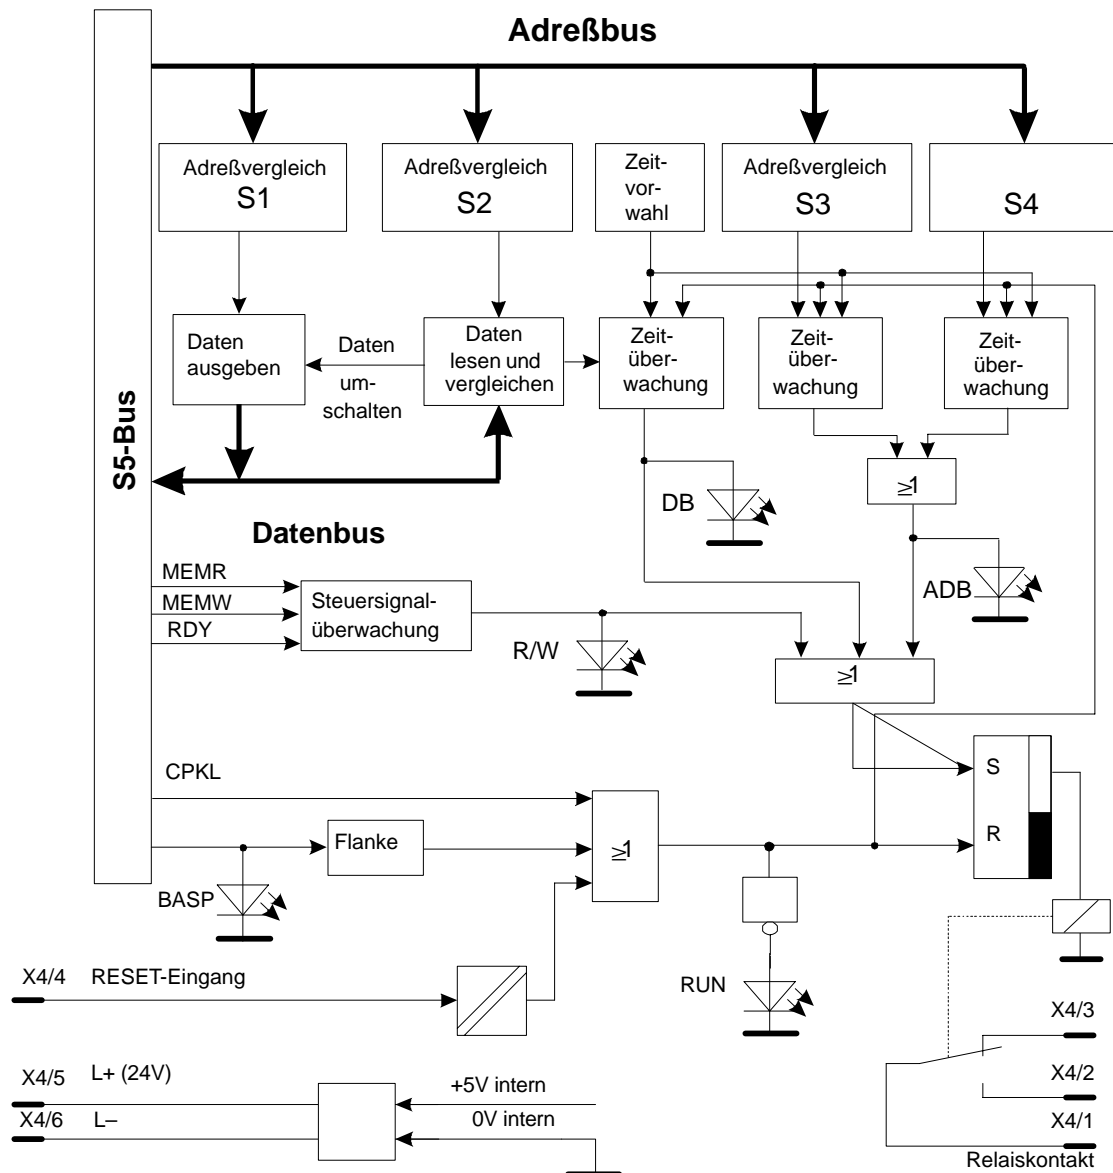 Adreßbus
Adreßvergleich
S1
Adreßvergleich
S2
Zeit-
vor-
wahl
Adreßvergleich
S3
S4
S5-Bus
Daten
ausgeben
Daten
um-
schalten
Daten
lesen und
vergleichen
Zeit-
über-
wachung
Zeit-
über-
wachung
Zeit-
über-
wachung
≥1
DB
ADB
Datenbus
MEMR
MEMW
RDY
Steuersignal-
überwachung
R/W
≥1
CPKL
Flanke
≥1
S
R
BASP
X4/4 RESET-Eingang
RUN
X4/3
X4/2
X4/1
Relaiskontakt
X4/5 L+ (24V)
X4/6 L–
+5V intern
0V intern